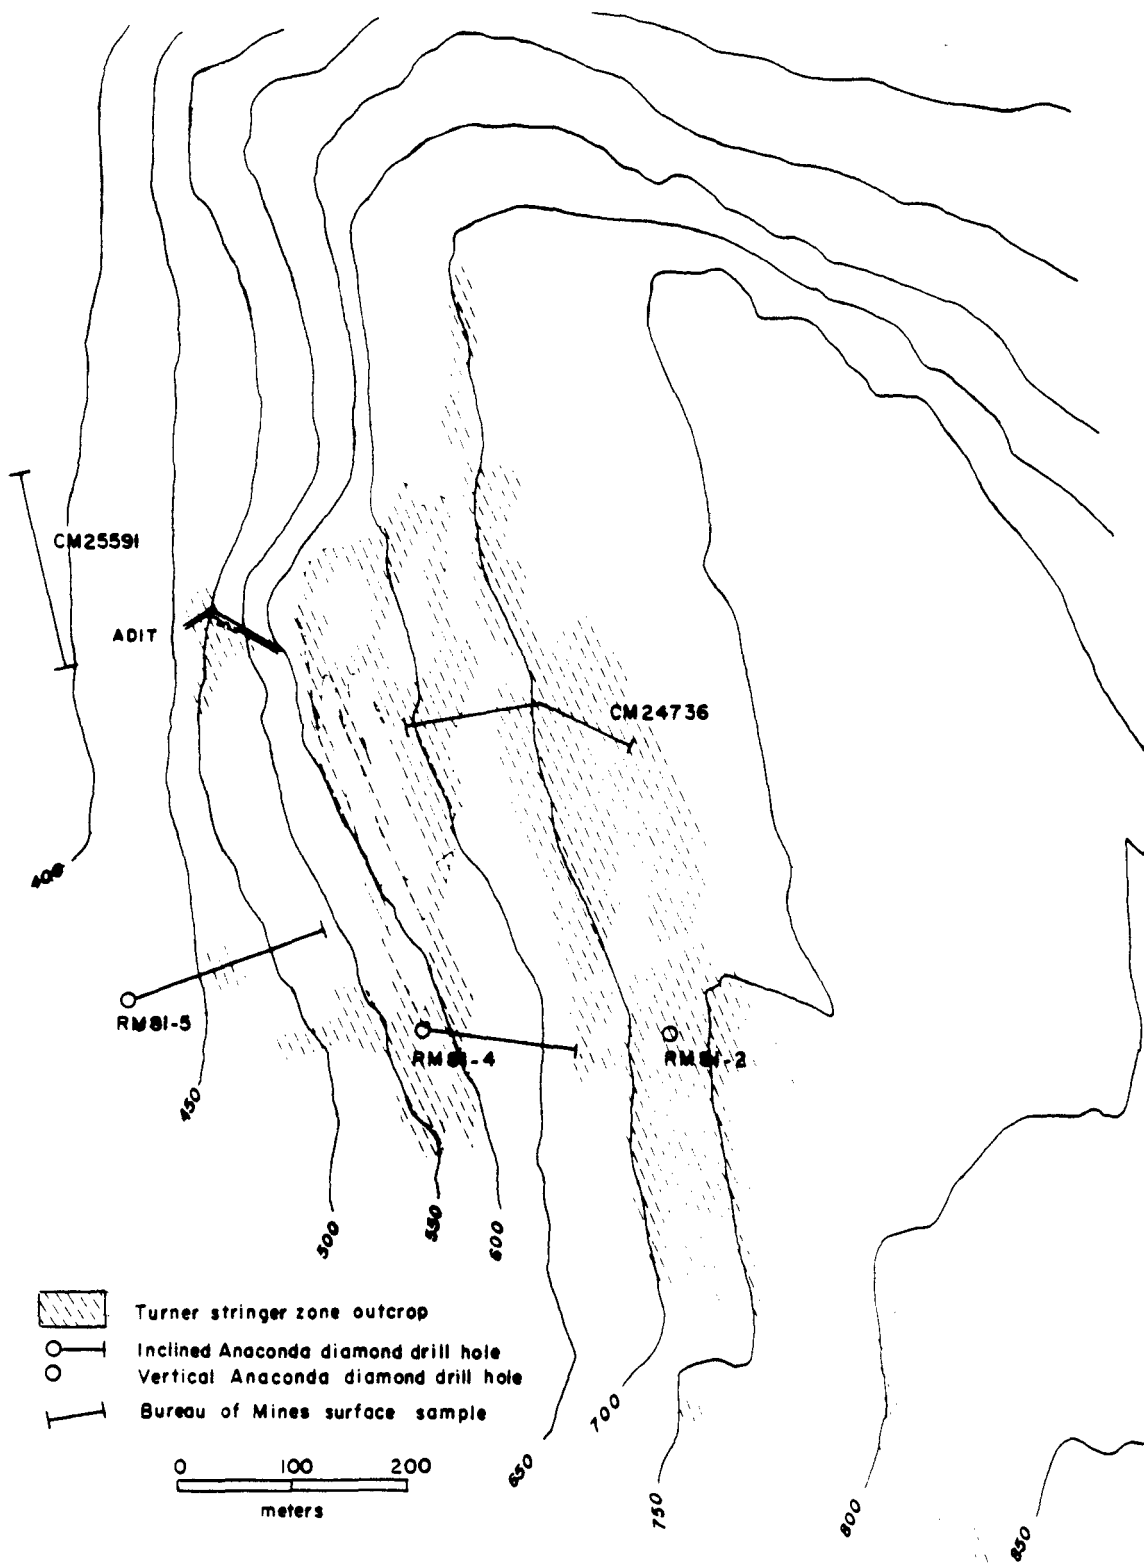 CM25591
ADIT
CM24736
400
RM81-5
RM81-4
RM81-2
450
500
550
600
Turner stringer zone outcrop
Inclined Anaconda diamond drill hole
Vertical Anaconda diamond drill hole
Bureau of Mines surface sample
700
650
750
800
850
0 100 200
meters